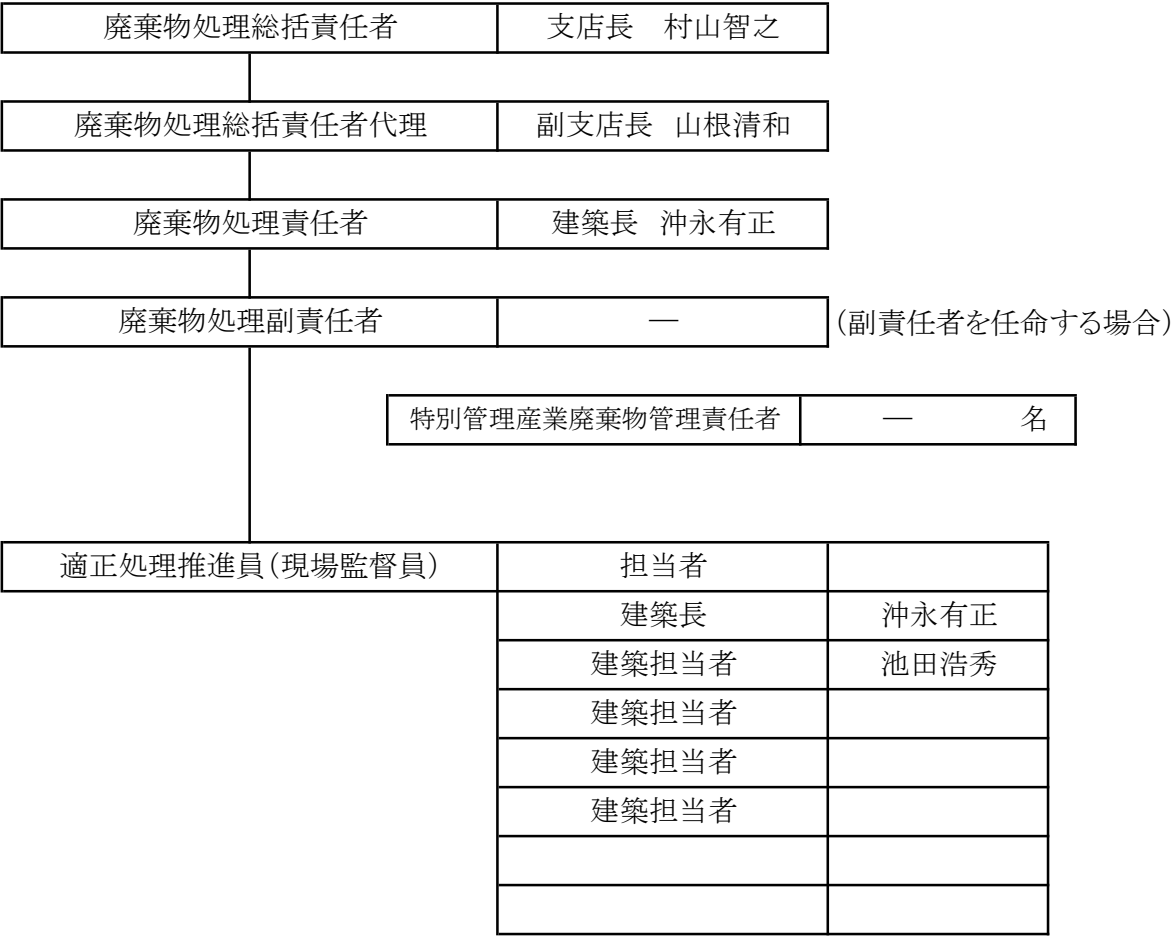 廃棄物処理総括責任者 支店長 村山智之
廃棄物処理総括責任者代理 副支店長 山根清和
廃棄物処理責任者 建築長 沖永有正
廃棄物処理副責任者 ― (副責任者を任命する場合)
特別管理産業廃棄物管理責任者 ― 名
適正処理推進員(現場監督員) 担当者
建築長 沖永有正
建築担当者 池田浩秀
建築担当者
建築担当者
建築担当者